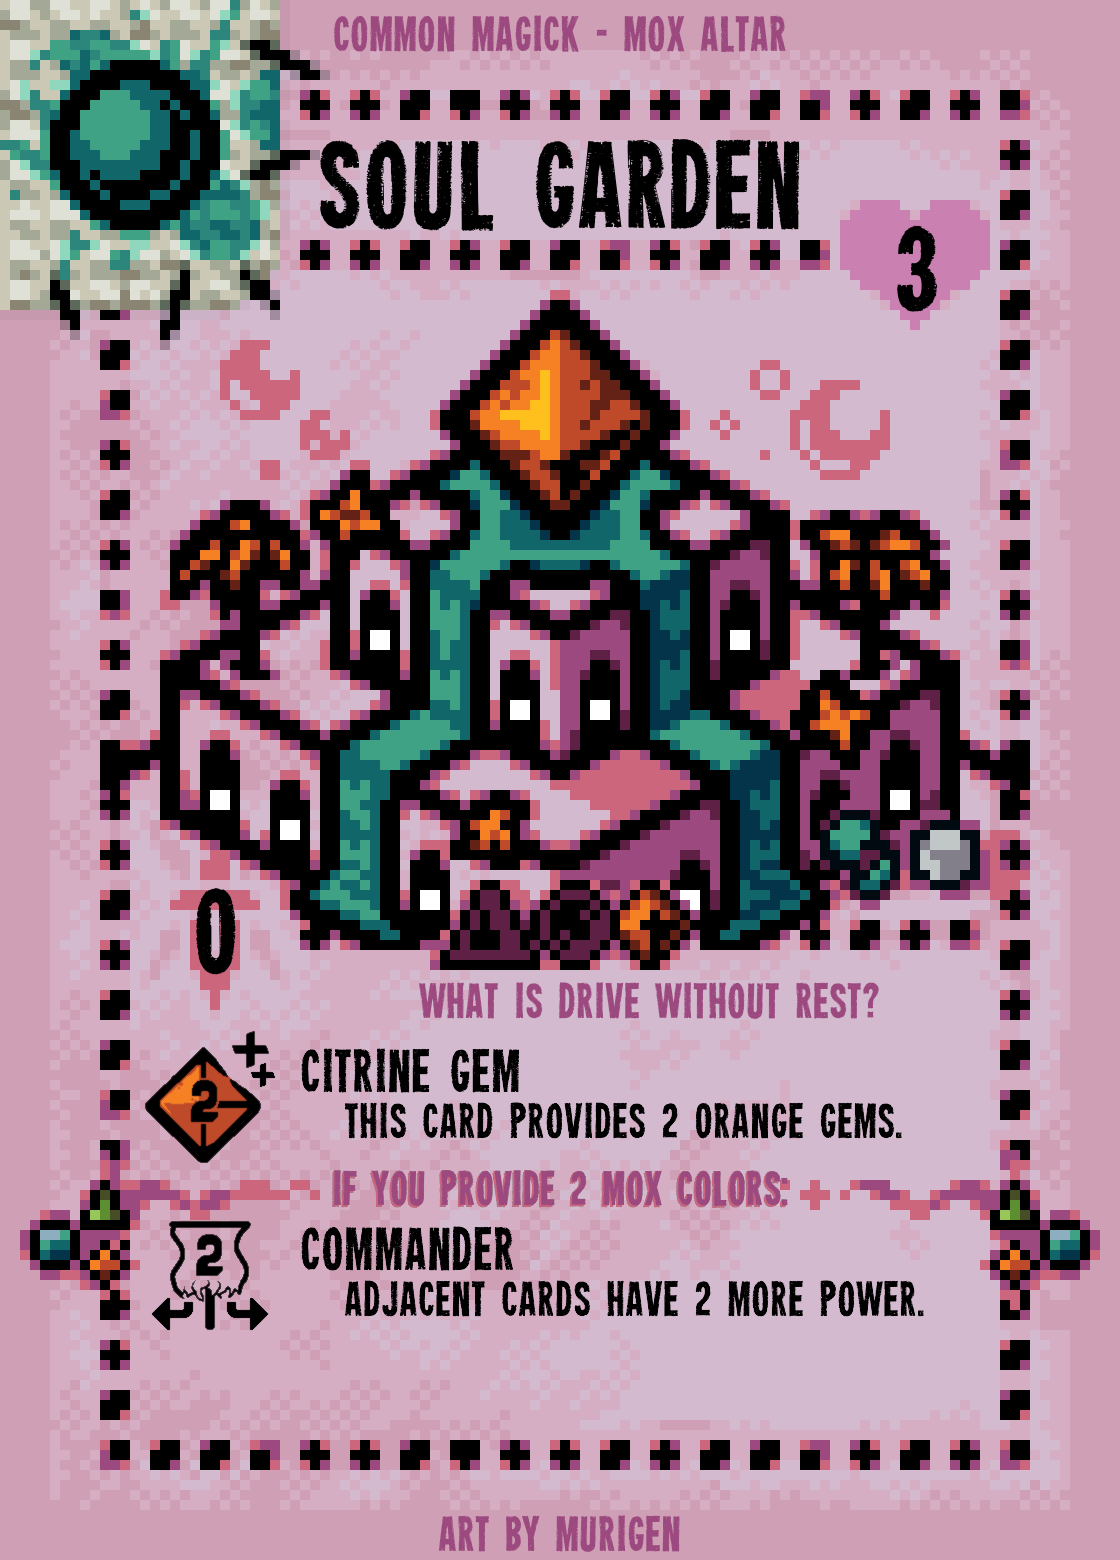 COMMON MAGICK - MOX ALTAR
SOUL GARDEN
3
0
WHAT IS DRIVE WITHOUT REST?
2
CITRINE GEM
THIS CARD PROVIDES 2 ORANGE GEMS.
IF YOU PROVIDE 2 MOX COLORS:
2
COMMANDER
ADJACENT CARDS HAVE 2 MORE POWER.
ART BY MURIGEN